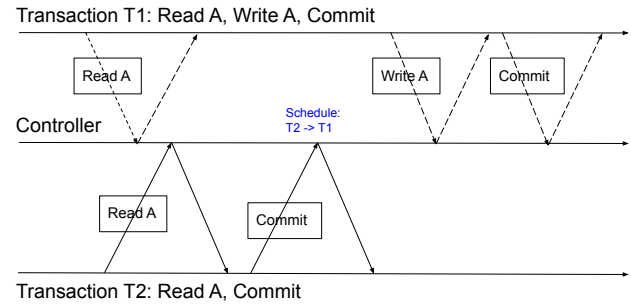 Transaction T1: Read A, Write A, Commit
Read A
Write A
Commit
Schedule:
T2 -> T1
Controller
Read A
Commit
Transaction T2: Read A, Commit